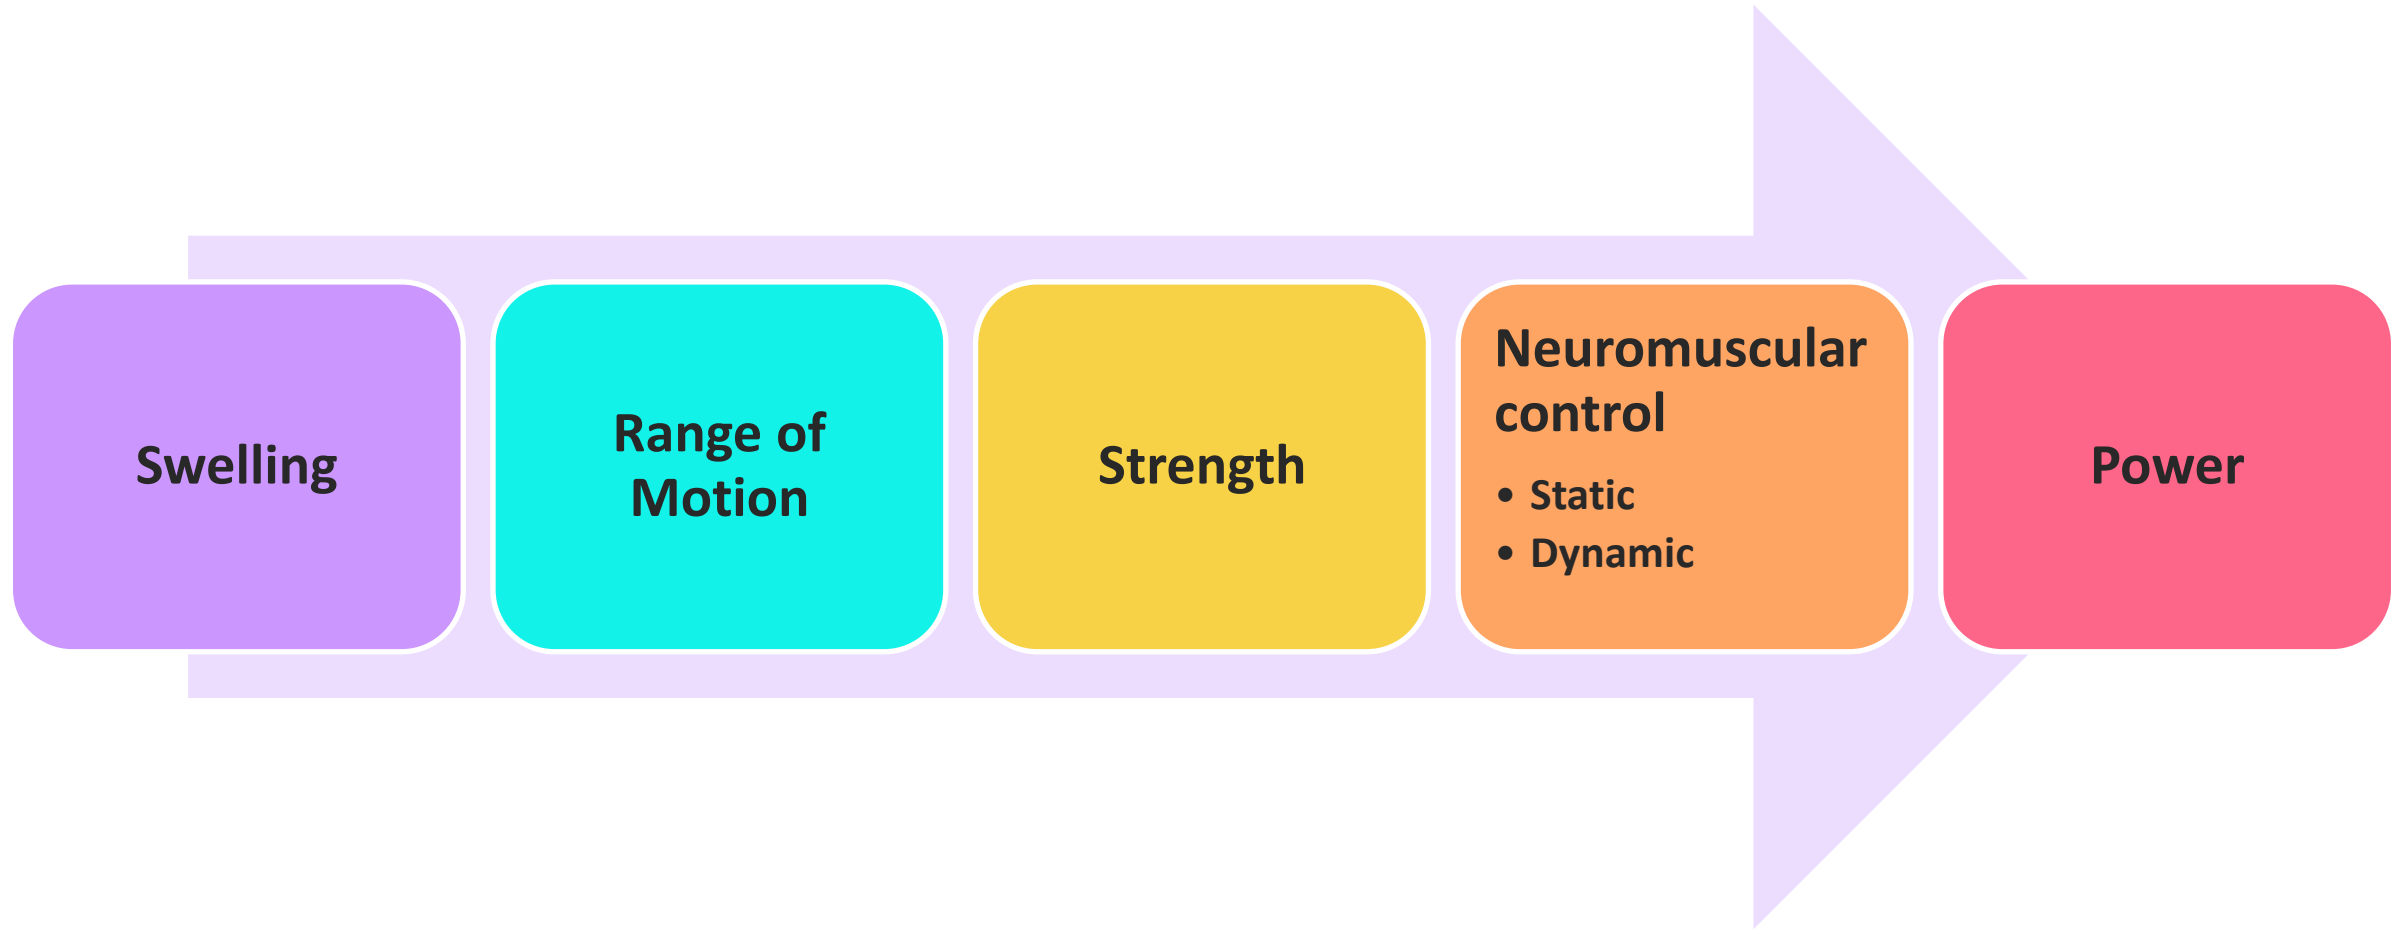 Swelling
Range of
Motion
Strength
Neuromuscular
control
• Static
• Dynamic
Power